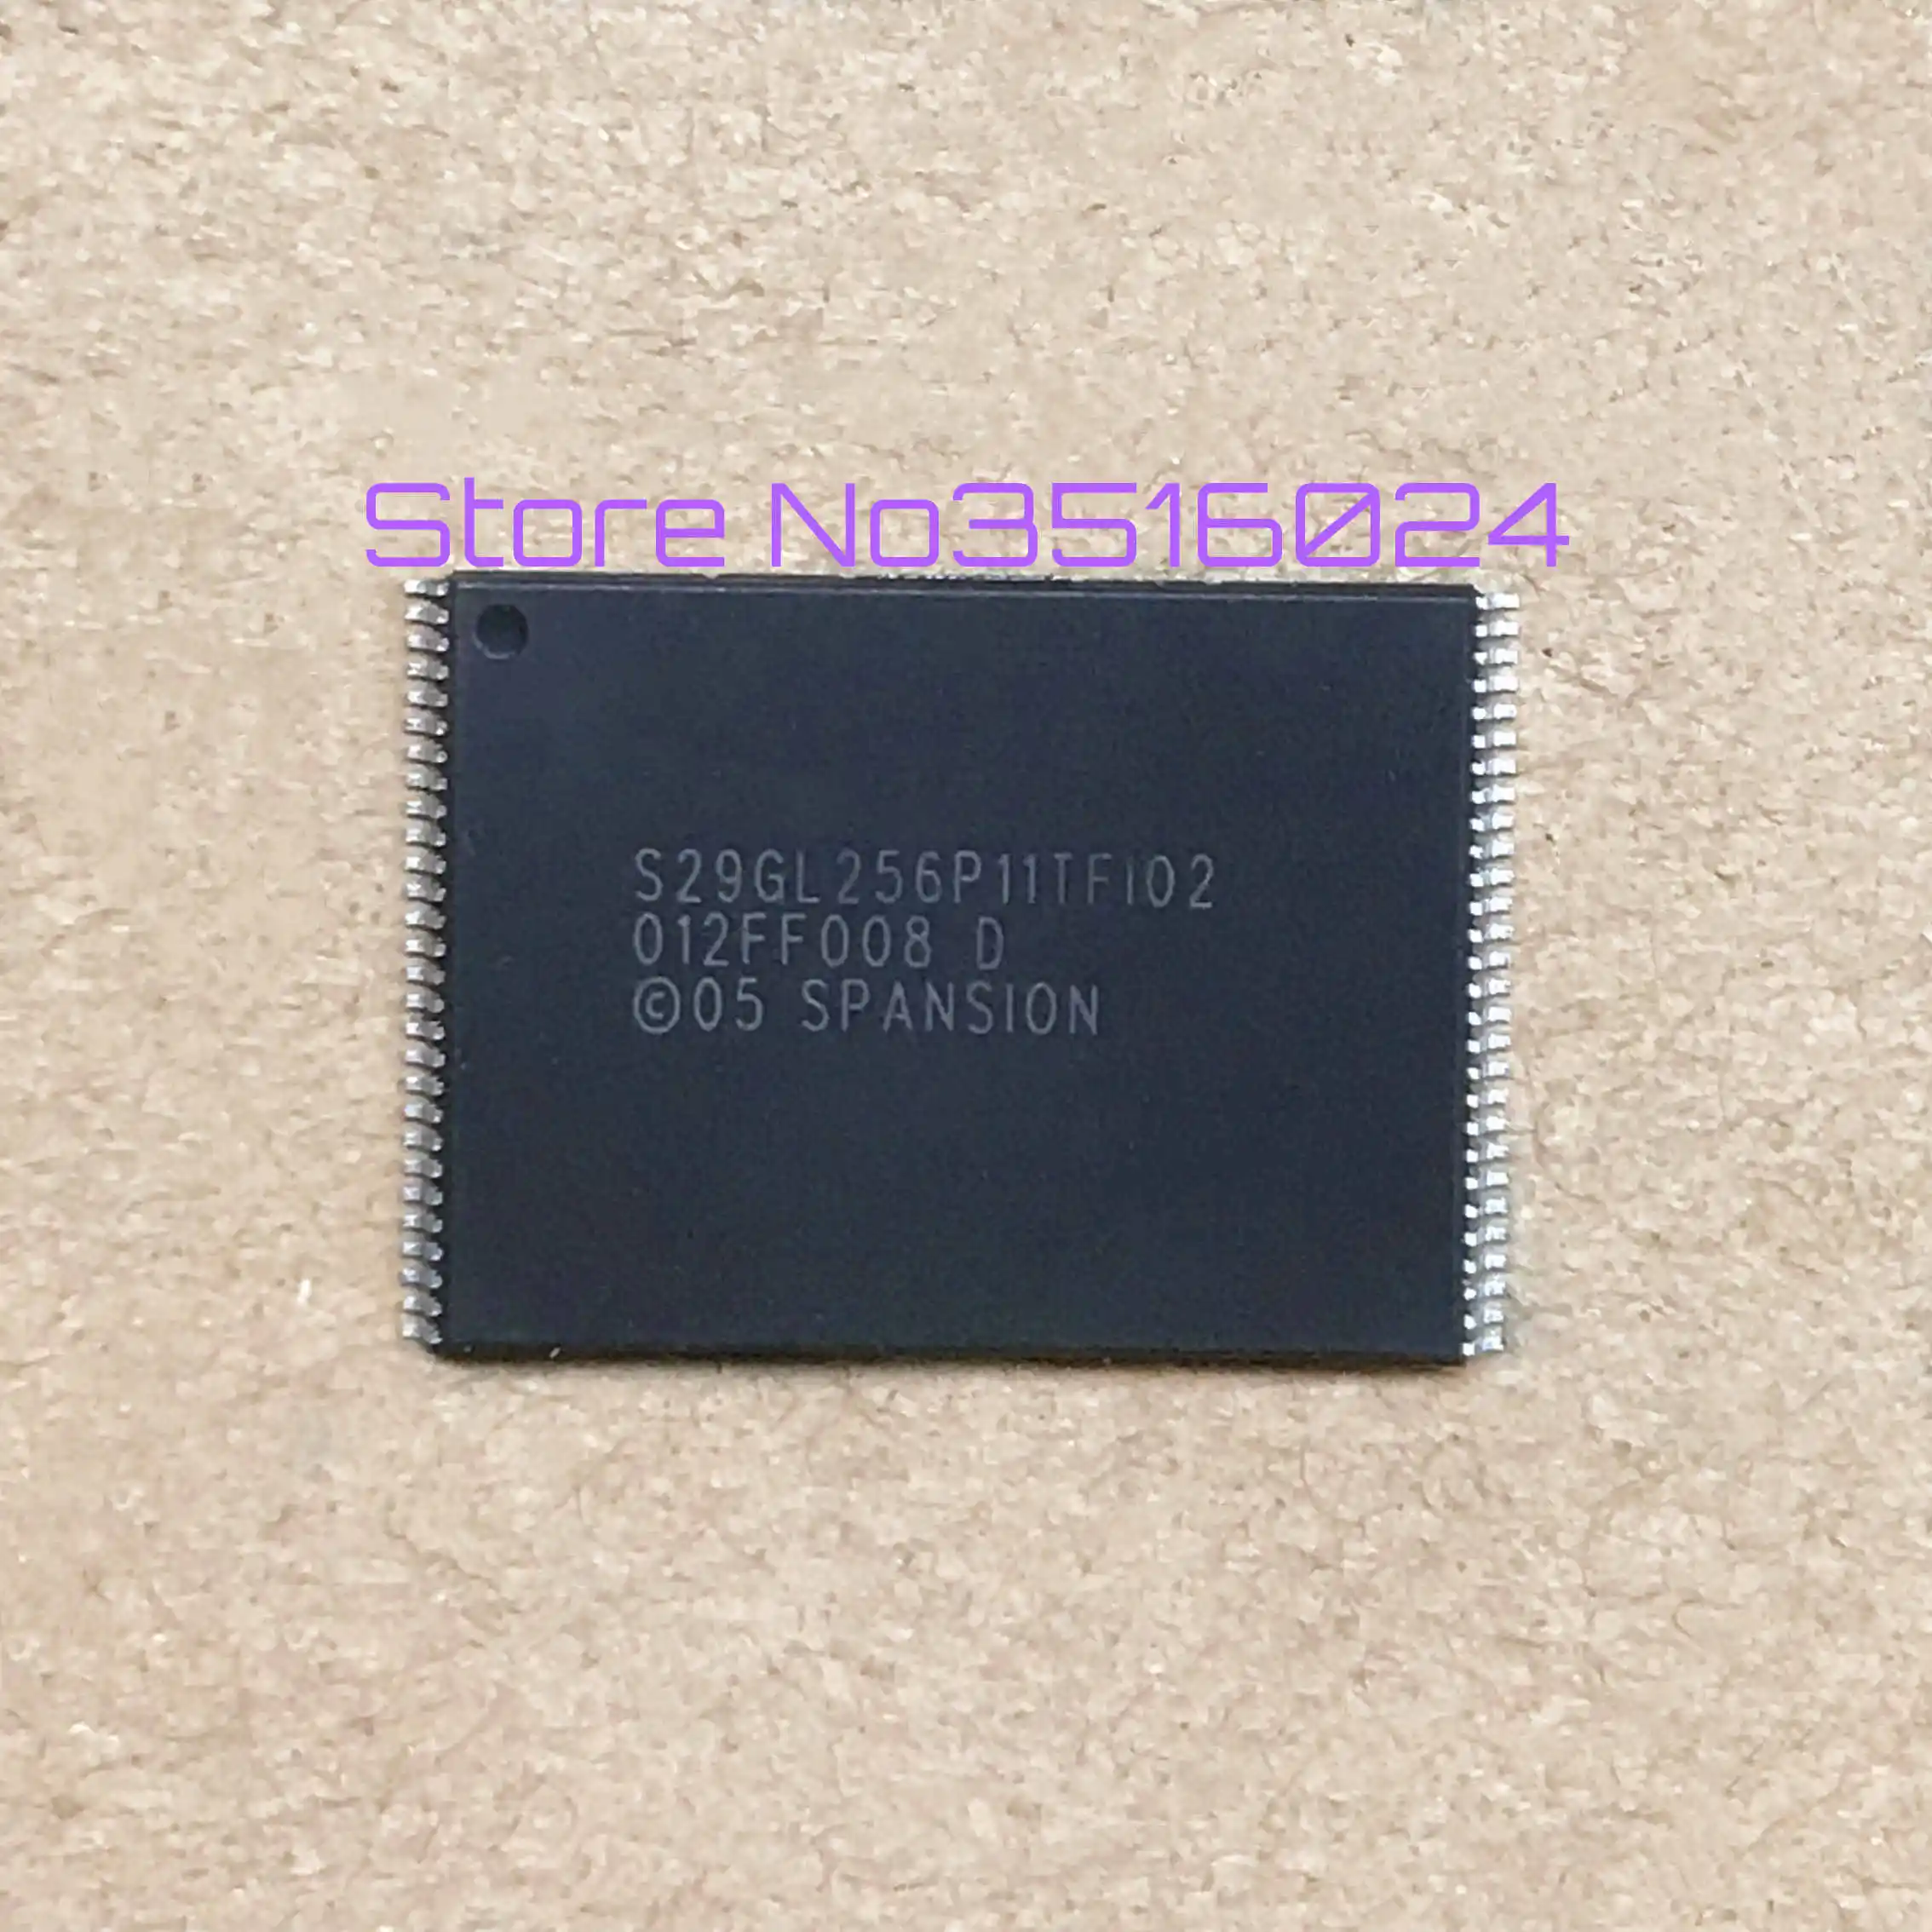 Store No3516024
S29GL256P11TFI02
012FF008 D
©05 SPANSION